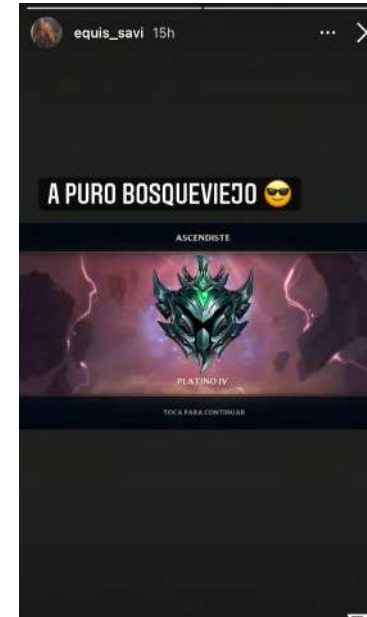 equis_savi 15h
A PURO BOSQUEVIEJO 😎
ASCENDISTE
PLATINO IV
TOCA PARA CONTINUAR